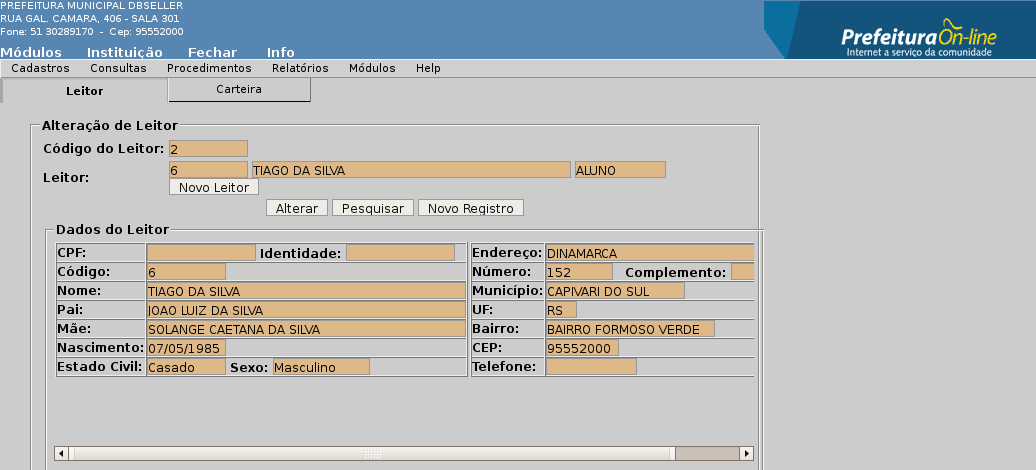 PREFEITURA MUNICIPAL DBSELLER
RUA GAL. CAMARA, 406 - SALA 301
Fone: 51 30289170 - Cep: 95552000
Prefeitura On-line
Internet a serviço da comunidade
Módulos Instituição Fechar Info
Cadastros Consultas Procedimentos Relatórios Módulos Help
Leitor Carteira
Alteração de Leitor
Código do Leitor: 2
Leitor: 6 TIAGO DA SILVA ALUNO
Novo Leitor
Alterar Pesquisar Novo Registro
Dados do Leitor
CPF: Identidade: Endereço: DINAMARCA
Código: 6 Número: 152 Complemento:
Nome: TIAGO DA SILVA Município: CAPIVARI DO SUL
Pai: JOAO LUIZ DA SILVA UF: RS
Mãe: SOLANGE CAETANA DA SILVA Bairro: BAIRRO FORMOSO VERDE
Nascimento: 07/05/1985 CEP: 95552000
Estado Civil: Casado Sexo: Masculino Telefone: